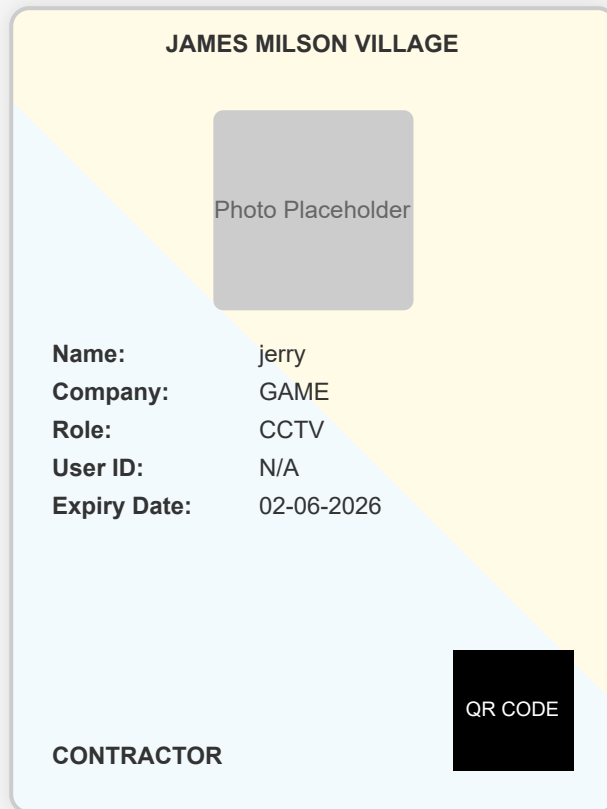 JAMES MILSON VILLAGE
Photo Placeholder
Name: jerry
Company: GAME
Role: CCTV
User ID: N/A
Expiry Date: 02-06-2026
QR CODE
CONTRACTOR